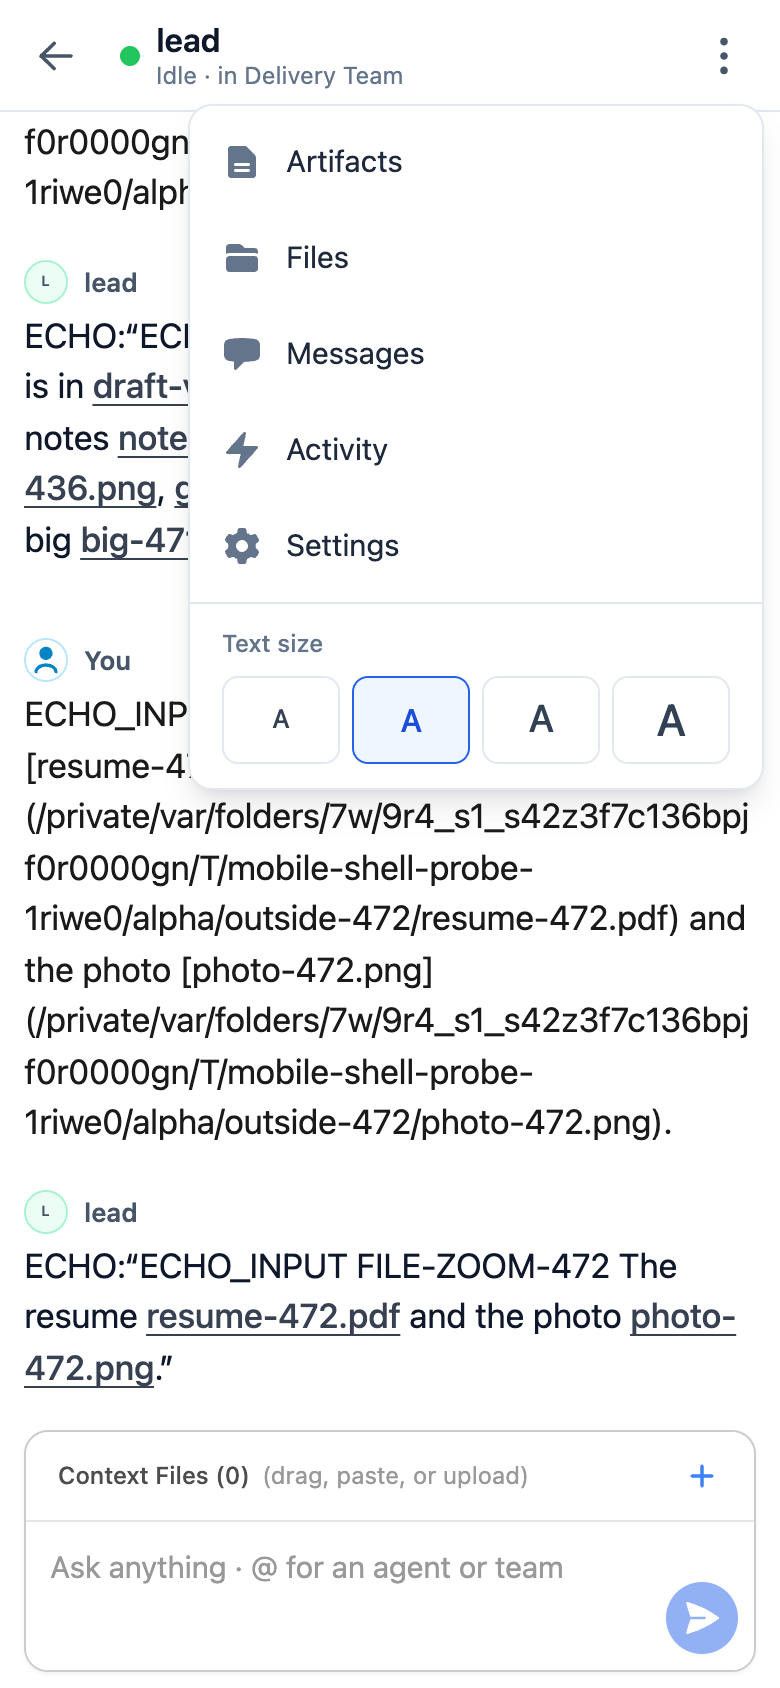 lead
Idle · in Delivery Team
f0r0000gn
1riwe0/alph
Artifacts
Files
Messages
Activity
Settings
Text size
A A A A
L lead
ECHO:“ECH
is in draft-
notes note
436.png, g
big big-47
You
ECHO_INP
[resume-47
(/private/var/folders/7w/9r4_s1_s42z3f7c136bpj
f0r0000gn/T/mobile-shell-probe-
1riwe0/alpha/outside-472/resume-472.pdf) and
the photo [photo-472.png]
(/private/var/folders/7w/9r4_s1_s42z3f7c136bpj
f0r0000gn/T/mobile-shell-probe-
1riwe0/alpha/outside-472/photo-472.png).
L lead
ECHO:“ECHO_INPUT FILE-ZOOM-472 The
resume resume-472.pdf and the photo photo-
472.png.”
Context Files (0) (drag, paste, or upload)
Ask anything · @ for an agent or team